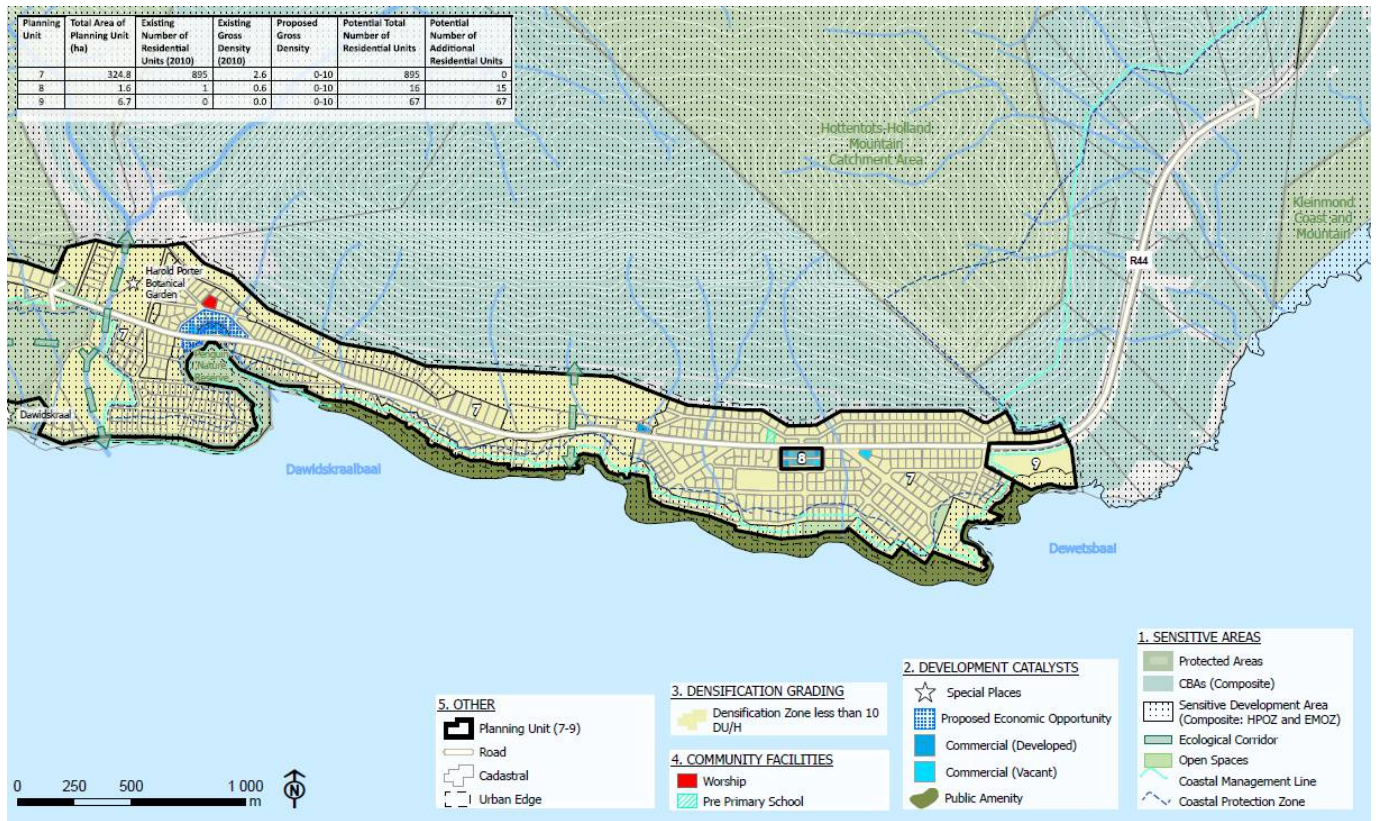 Planning Unit
Total Area of Planning Unit (ha)
Existing Number of Residential Units (2010)
Existing Gross Density (2010)
Proposed Gross Density
Potential Total Number of Residential Units
Potential Number of Additional Residential Units
7 324.8 895 2.6 0-10 895 0
8 1.6 1 0.6 0-10 16 15
9 6.7 0 0.0 0-10 67 67
Hottentots-Holland
Mountain
Catchment Area
Kleinmond
Coast and
Mountain
R44
Harold Porter
Botanical
Garden
7
Penguin
Nature
Reserve
Dawidskraal
7
8
7
9
Dawidskraalbaai
Dewetsbaai
1. SENSITIVE AREAS
Protected Areas
CBAs (Composite)
Sensitive Development Area
(Composite: HPOZ and EMOZ)
Ecological Corridor
Open Spaces
Coastal Management Line
Coastal Protection Zone
2. DEVELOPMENT CATALYSTS
Special Places
Proposed Economic Opportunity
Commercial (Developed)
Commercial (Vacant)
Public Amenity
3. DENSIFICATION GRADING
Densification Zone less than 10
DU/H
4. COMMUNITY FACILITIES
Worship
Pre Primary School
5. OTHER
Planning Unit (7-9)
Road
Cadastral
Urban Edge
0 250 500 1 000
m
N